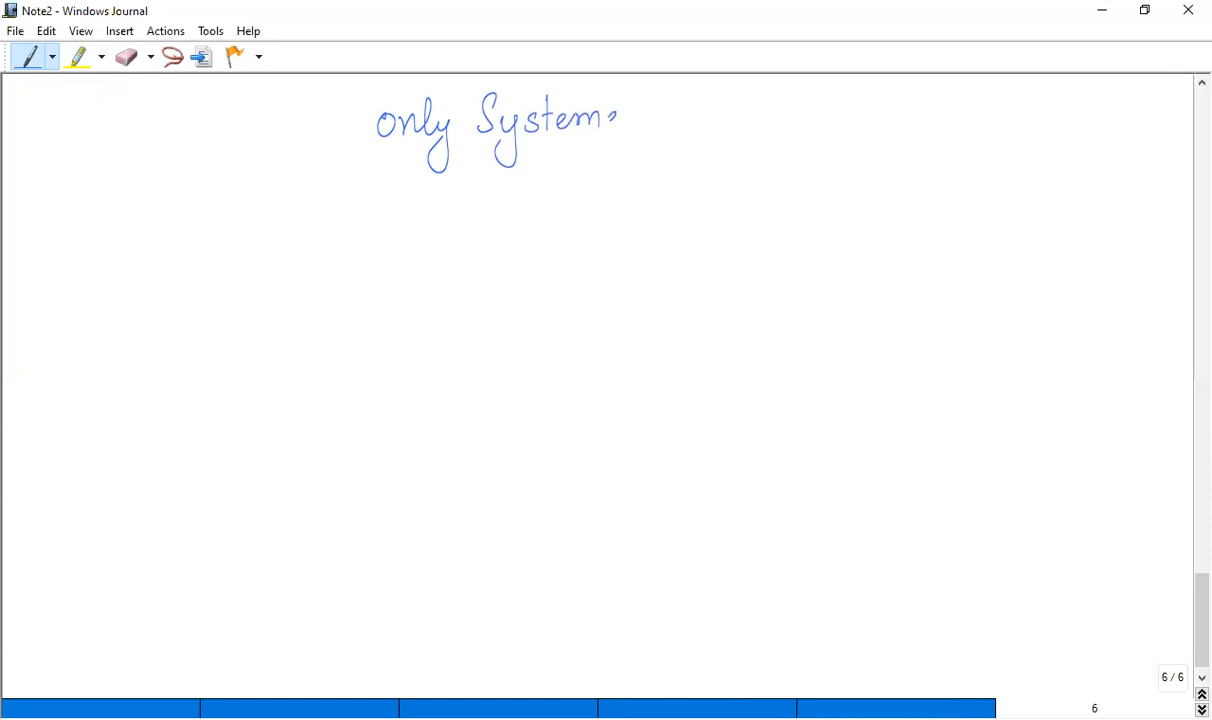 Note2 - Windows Journal
File Edit View Insert Actions Tools Help
only System
6 / 6
6